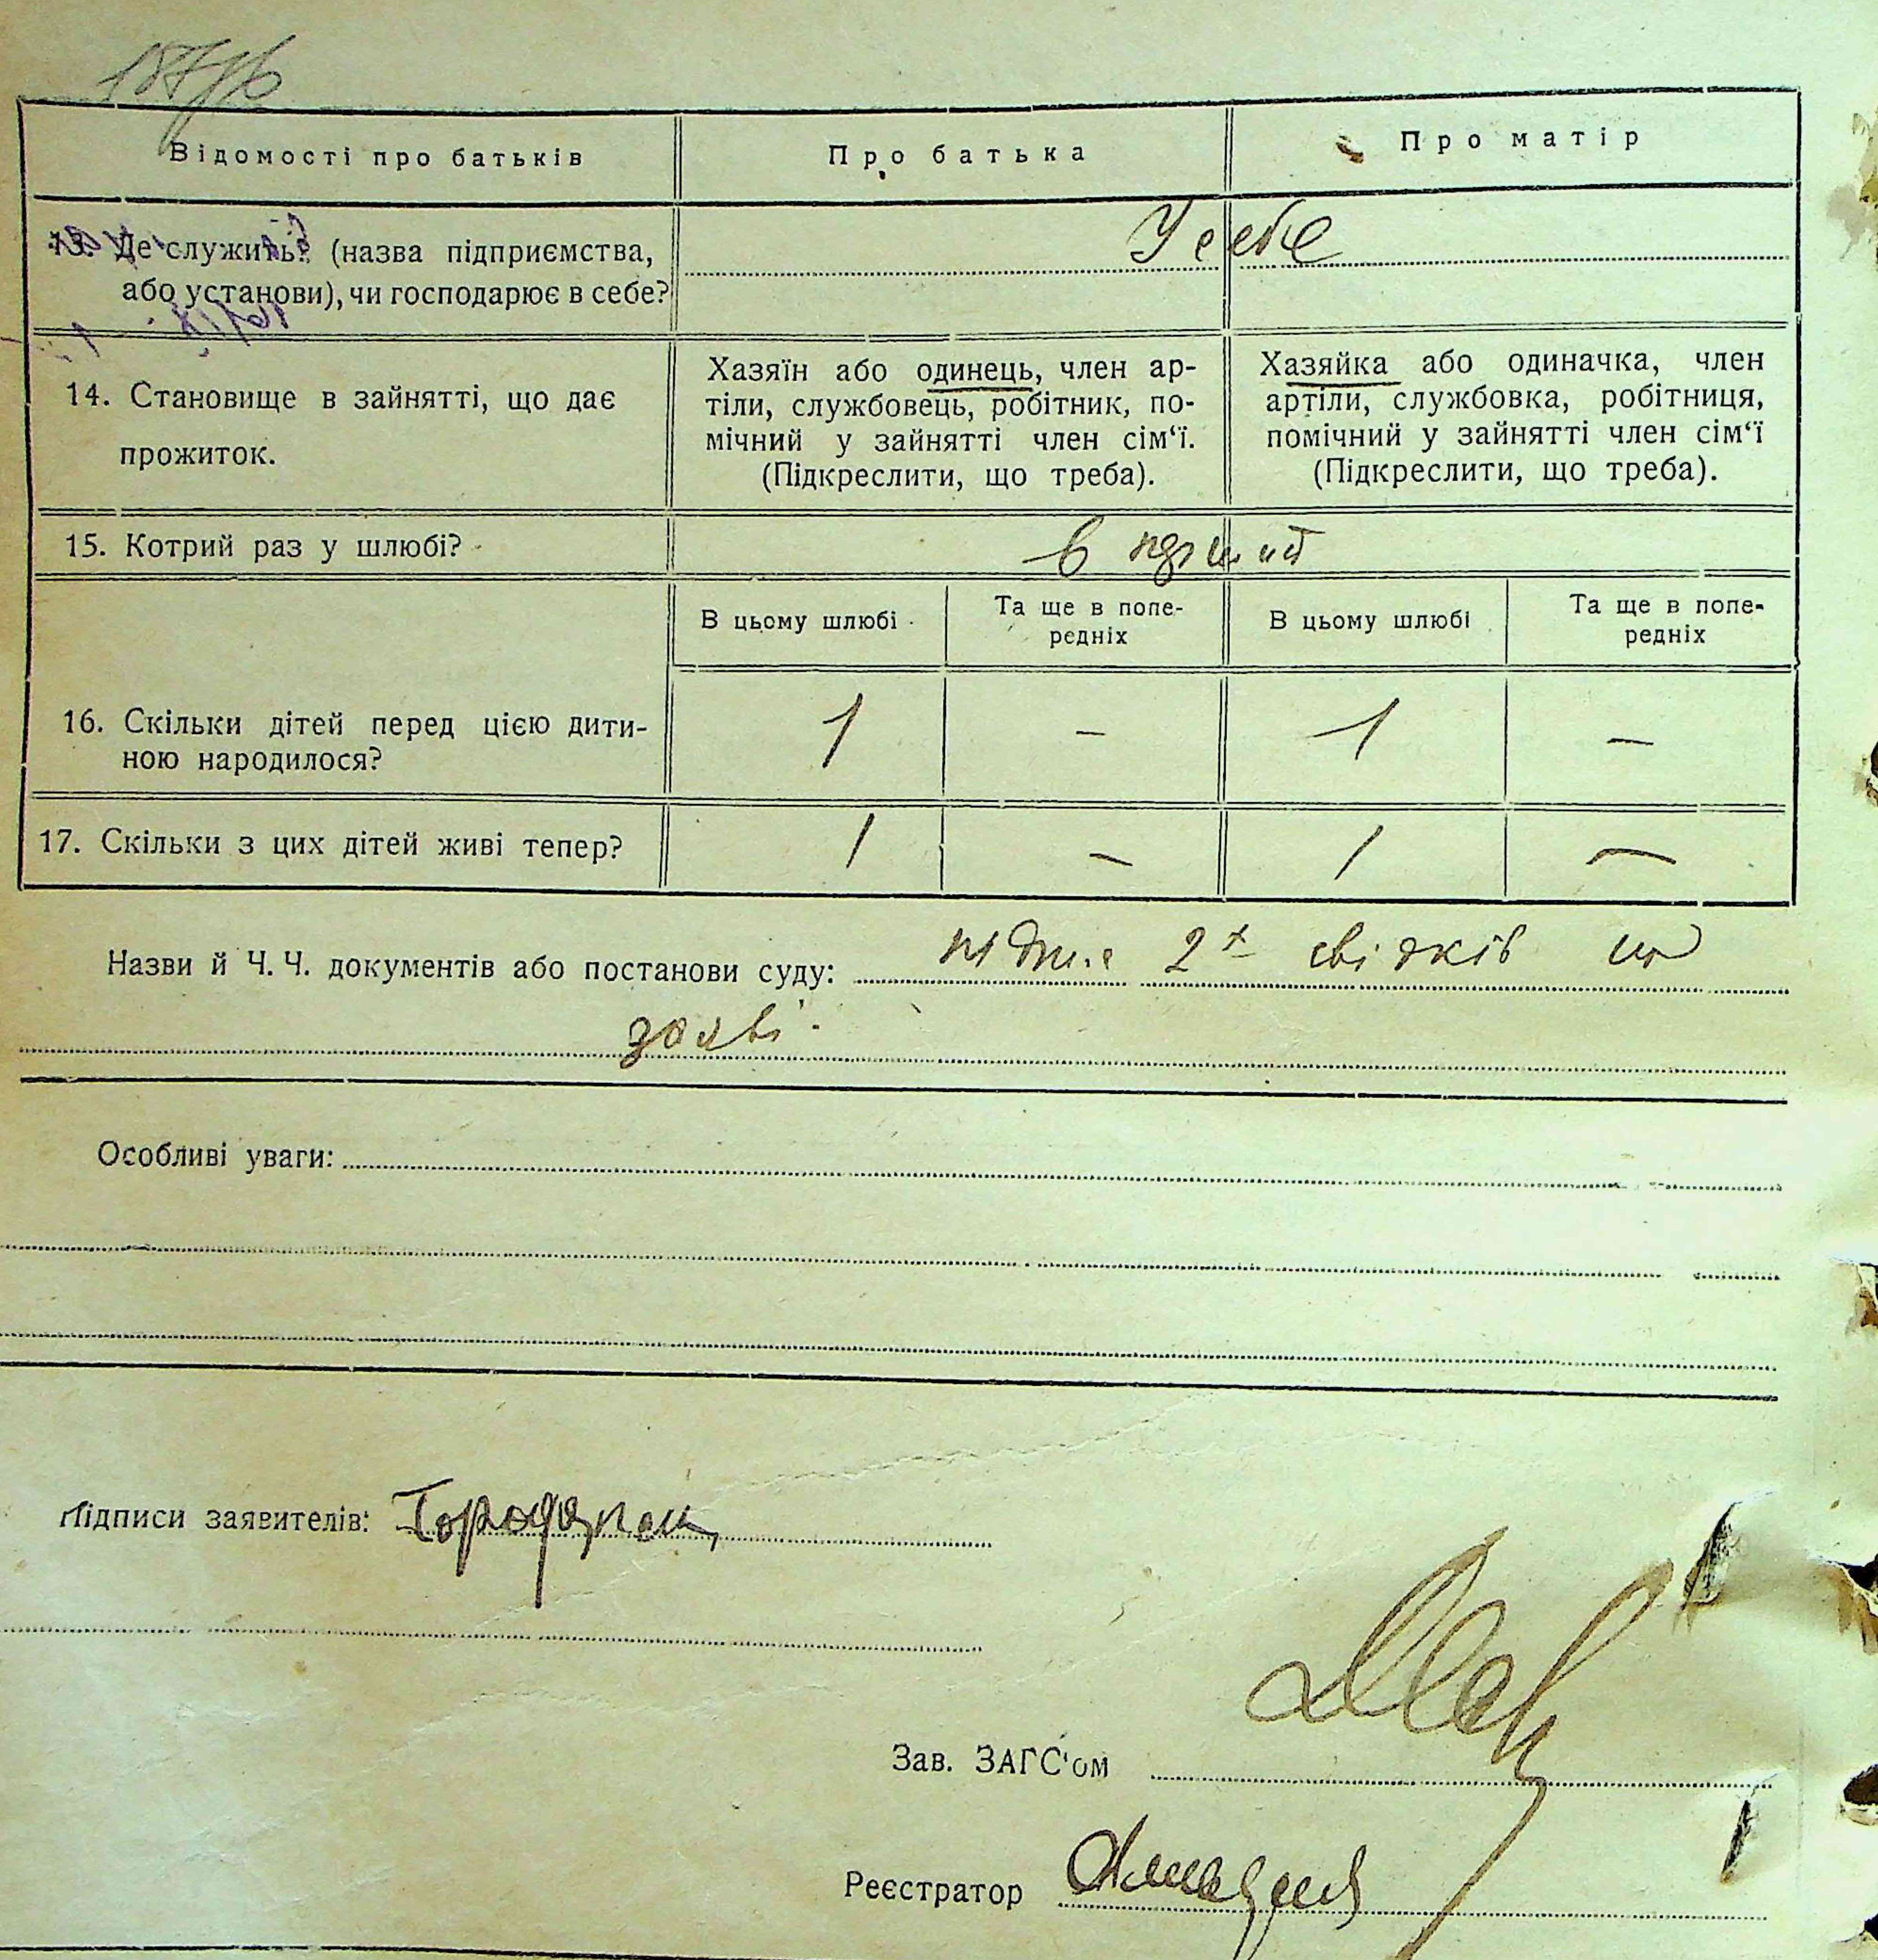 Відомості про батьків
Про батька
Про матір
13. Де служить? (назва підприємства,
або установи), чи господарює в себе?
У себе
14. Становище в зайнятті, що дає
прожиток.
Хазяїн або одинець, член ар-
тіли, службовець, робітник, по-
мічний у зайнятті член сім‘ї.
(Підкреслити, що треба).
Хазяйка або одиначка, член
артіли, службовка, робітниця,
помічний у зайнятті член сім‘ї
(Підкреслити, що треба).
15. Котрий раз у шлюбі?
В цьому шлюбі
Та ще в попе-
редніх
В цьому шлюбі
Та ще в попе-
редніх
16. Скільки дітей перед цією дити-
ною народилося?
1 — 1 —
17. Скільки з цих дітей живі тепер?
1 — 1 —
Назви й Ч. Ч. документів або постанови суду: 2х свідків
заяві.
Особливі уваги:
Підписи заявителів:
Зав. ЗАГС'ом
Реєстратор